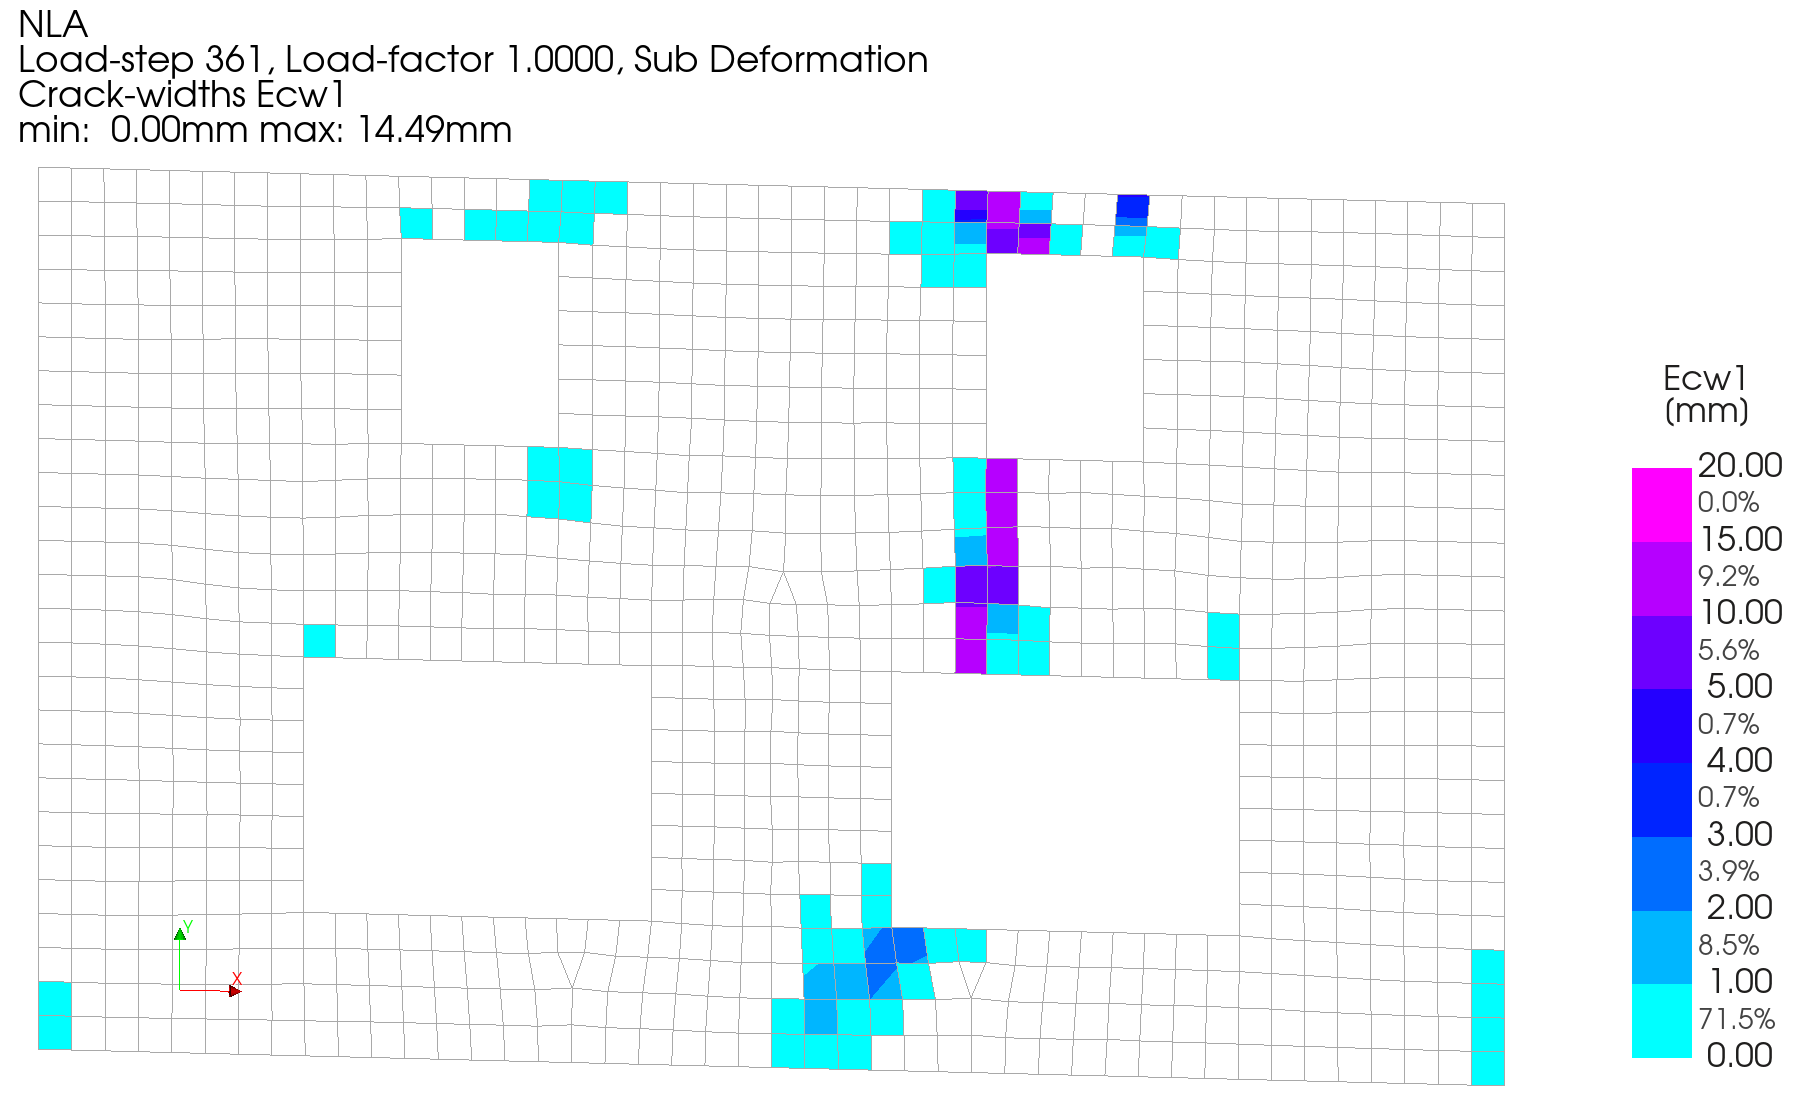 NLA
Load-step 361, Load-factor 1.0000, Sub Deformation
Crack-widths Ecw1
min: 0.00mm max: 14.49mm
Ecw1
(mm)
20.00
0.0%
15.00
9.2%
10.00
5.6%
5.00
0.7%
4.00
0.7%
3.00
3.9%
2.00
8.5%
1.00
71.5%
0.00
Y
X